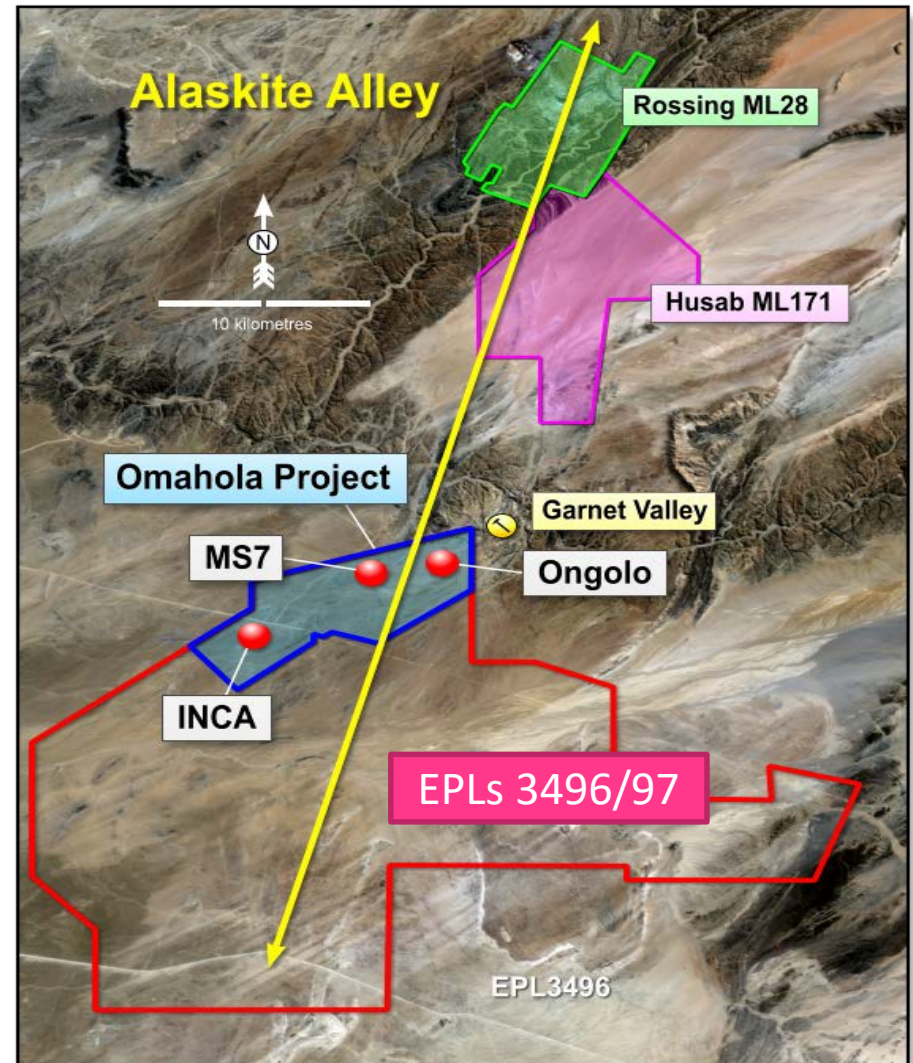 Alaskite Alley
Rossing ML28
N
10 kilometres
Husab ML171
Omahola Project
Garnet Valley
MS7
Ongolo
INCA
EPLs 3496/97
EPL3496